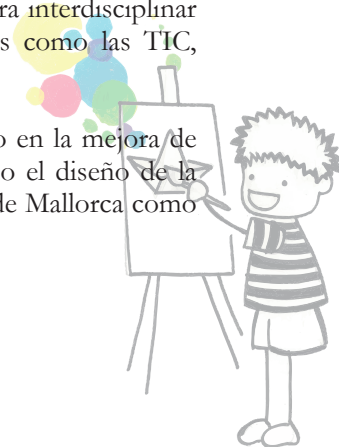 ra interdisciplinar
s como las TIC,
o en la mejora de
o el diseño de la
de Mallorca como